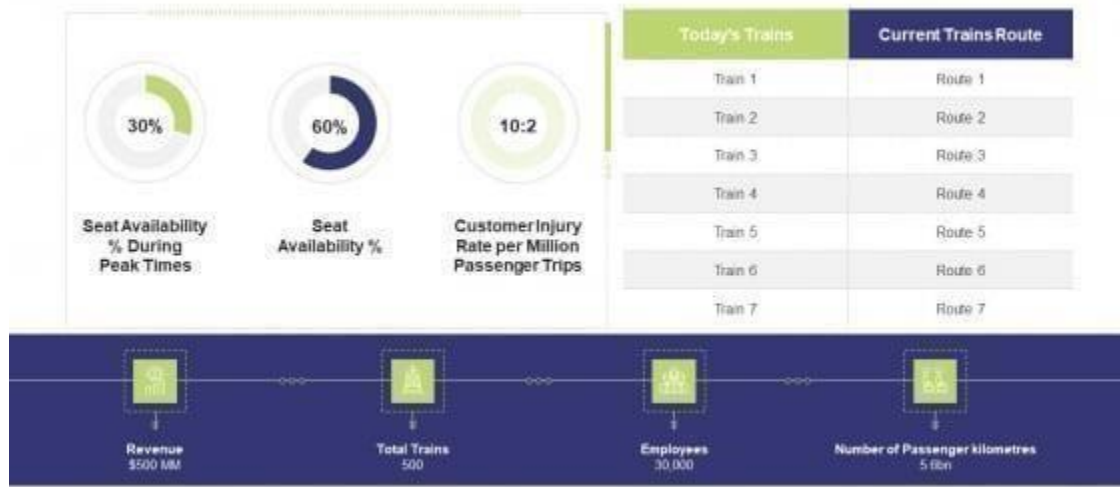 30%
60%
10:2
Seat Availability
% During
Peak Times
Seat
Availability %
Customer Injury
Rate per Million
Passenger Trips
Today's Trains
Current Trains Route
Train 1
Route 1
Train 2
Route 2
Train 3
Route 3
Train 4
Route 4
Train 5
Route 5
Train 6
Route 6
Train 7
Route 7
Revenue
$500 MM
Total Trains
500
Employees
30,000
Number of Passenger kilometres
5.6bn